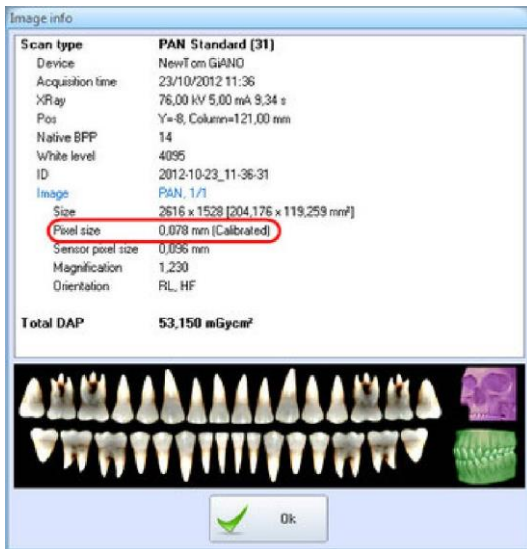 Image info
Scan type PAN Standard (31)
Device NewTom GiANO
Acquisition time 23/10/2012 11:36
XRay 76,00 kV 5,00 mA 9,34 s
Pos Y=-8, Column=121,00 mm
Native BPP 14
White level 4095
ID 2012-10-23_11-36-31
Image PAN, 1/1
Size 2616 x 1528 [204,176 x 119,259 mm²]
Pixel size 0,078 mm (Calibrated)
Sensor pixel size 0,096 mm
Magnification 1,230
Orientation RL, HF
Total DAP 53,150 mGycm²
Ok